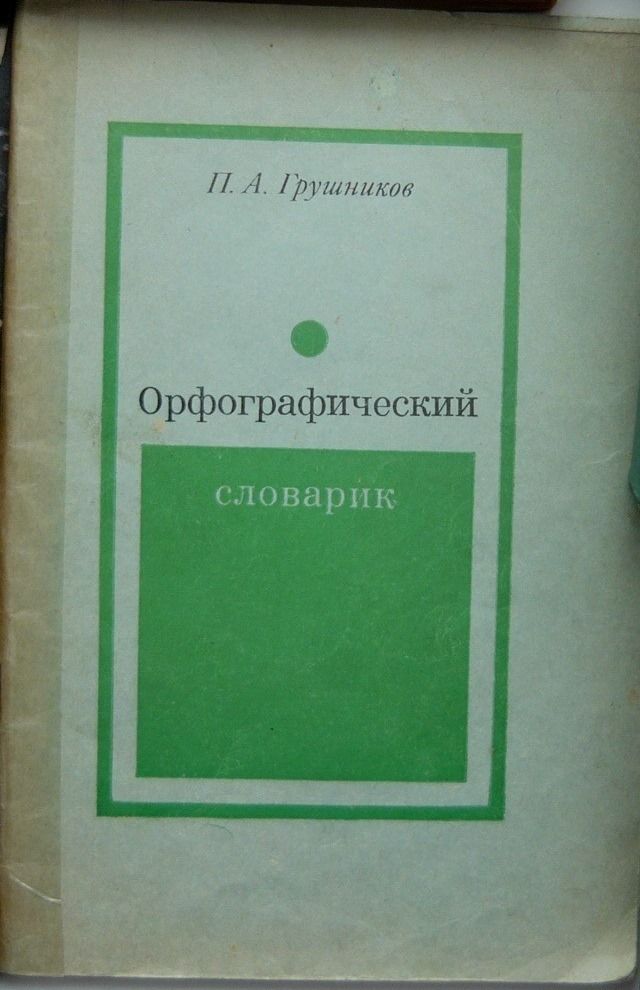 П. А. Грушников
Орфографический
словарик